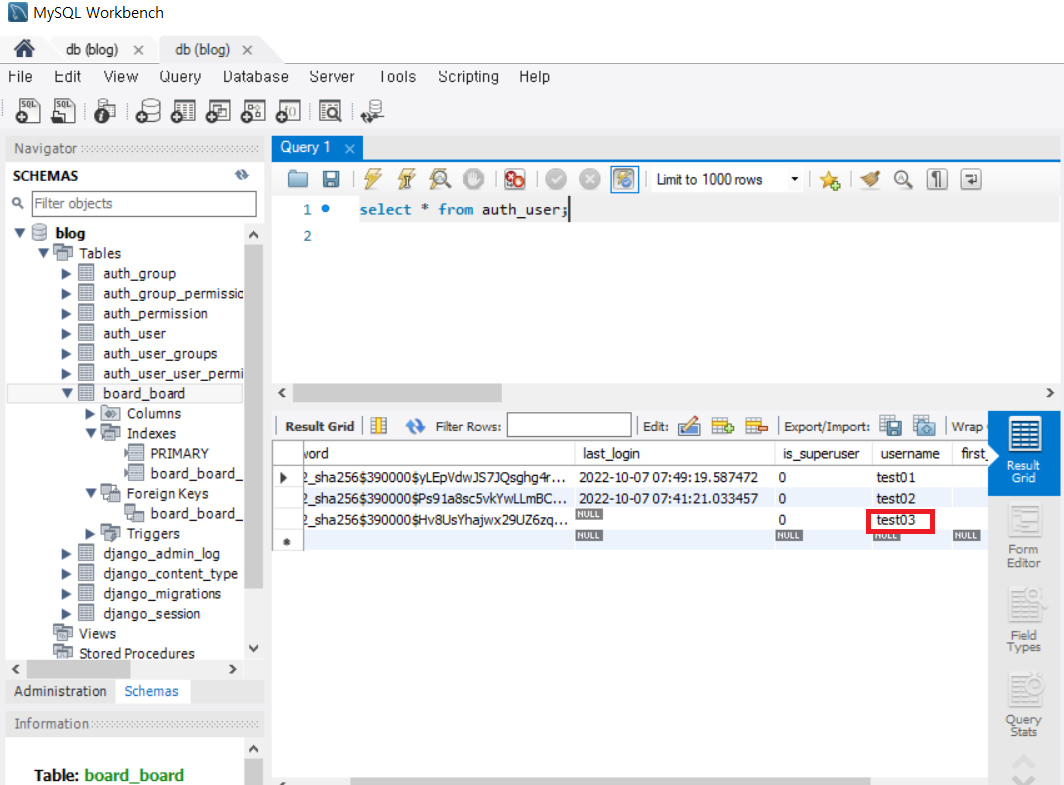 MySQL Workbench
db (blog) db (blog)
File Edit View Query Database Server Tools Scripting Help
Navigator
SCHEMAS
Filter objects
blog
Tables
auth_group
auth_group_permissio
auth_permission
auth_user
auth_user_groups
auth_user_user_permi
board_board
Columns
Indexes
PRIMARY
board_board_
Foreign Keys
board_board_
Triggers
django_admin_log
django_content_type
django_migrations
django_session
Views
Stored Procedures
Administration Schemas
Information
Table: board_board
Query 1
Limit to 1000 rows
1 select * from auth_user;
2
Result Grid Filter Rows: Edit: Export/Import: Wrap
word last_login is_superuser username first_
2_sha256$390000$yLEpVdwJS7JQsghg4r... 2022-10-07 07:49:19.587472 0 test01
2_sha256$390000$Ps91a8sc5vkYwLLmBC... 2022-10-07 07:41:21.033457 0 test02
2_sha256$390000$Hv8UsYhajwx29UZ6zq... NULL 0 test03
NULL NULL NULL NULL
Result
Grid
Form
Editor
Field
Types
Query
Stats